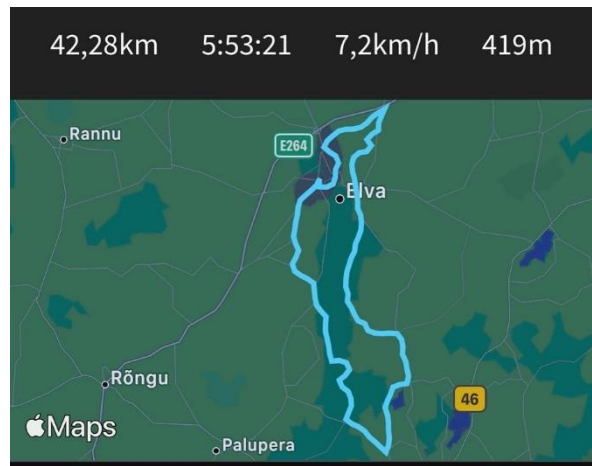 42,28km 5:53:21 7,2km/h 419m
Rannu
E264
Elva
Rõngu
46
Maps
Palupera